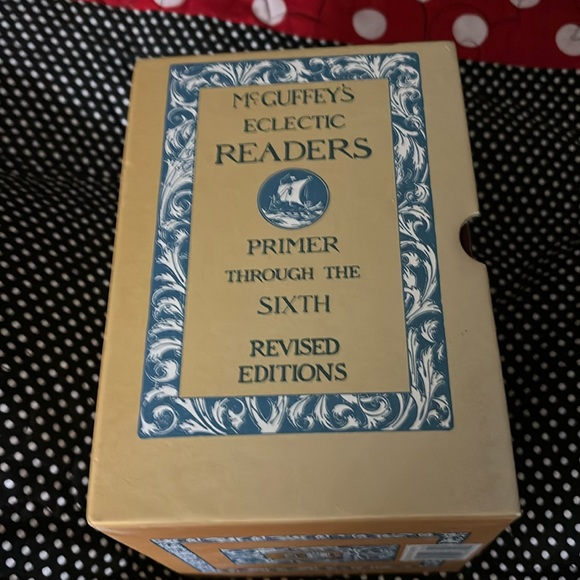 McGUFFEY'S
ECLECTIC
READERS
PRIMER
THROUGH THE
SIXTH
REVISED
EDITIONS